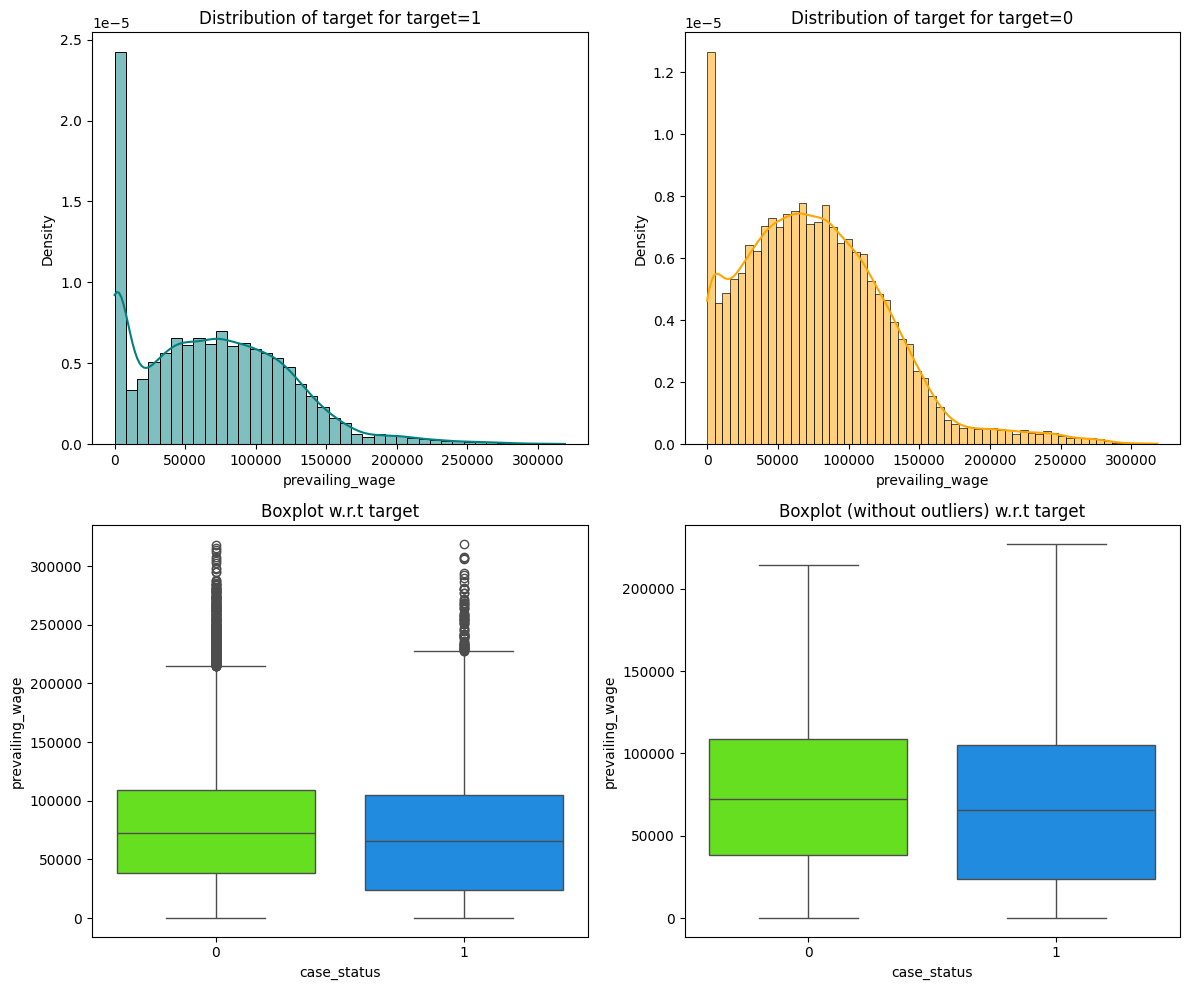 Distribution of target for target=1
1e−5
2.5
2.0
1.5
1.0
0.5
0.0
Density
0 50000 100000 150000 200000 250000 300000
prevailing_wage
Distribution of target for target=0
1e−5
1.2
1.0
0.8
0.6
0.4
0.2
0.0
Density
0 50000 100000 150000 200000 250000 300000
prevailing_wage
Boxplot w.r.t target
300000
250000
200000
150000
100000
50000
0
prevailing_wage
0 1
case_status
Boxplot (without outliers) w.r.t target
200000
150000
100000
50000
0
prevailing_wage
0 1
case_status